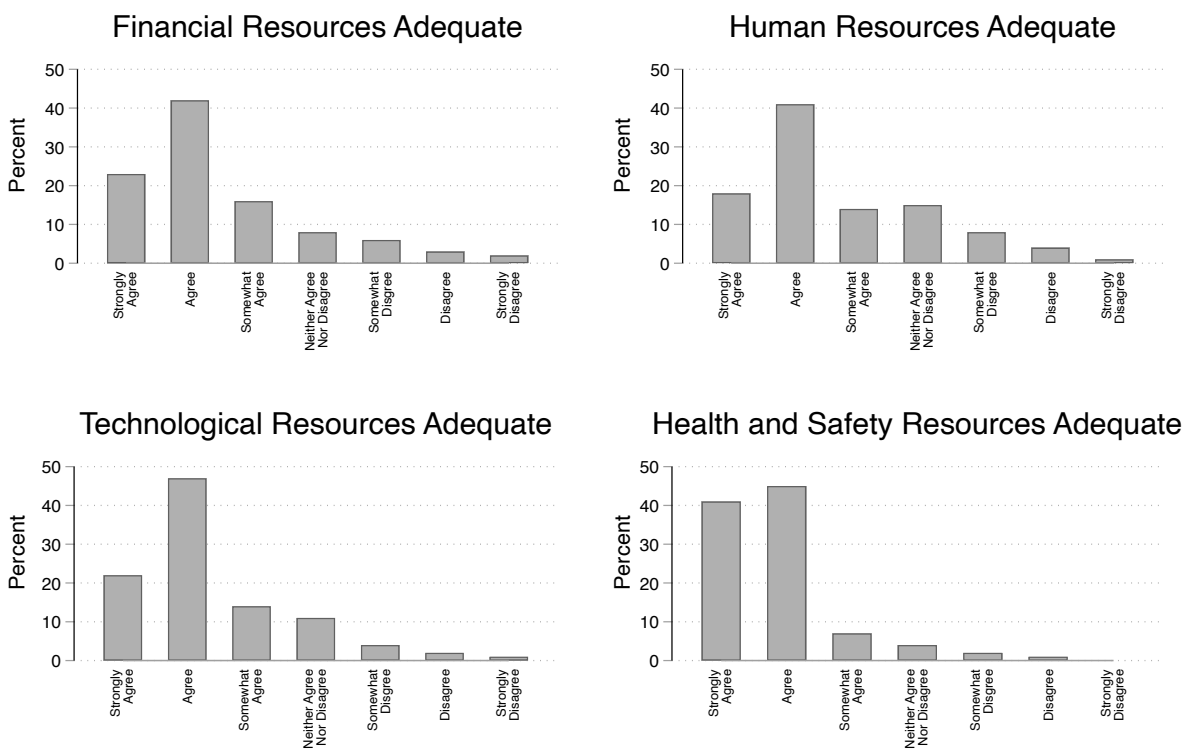 Financial Resources Adequate
Percent
50
40
30
20
10
0
Strongly
Agree
Agree
Somewhat
Agree
Neither Agree
Nor Disagree
Somewhat
Disgree
Disagree
Strongly
Disagree
Human Resources Adequate
Percent
50
40
30
20
10
0
Strongly
Agree
Agree
Somewhat
Agree
Neither Agree
Nor Disagree
Somewhat
Disgree
Disagree
Strongly
Disagree
Technological Resources Adequate
Percent
50
40
30
20
10
0
Strongly
Agree
Agree
Somewhat
Agree
Neither Agree
Nor Disagree
Somewhat
Disgree
Disagree
Strongly
Disagree
Health and Safety Resources Adequate
Percent
50
40
30
20
10
0
Strongly
Agree
Agree
Somewhat
Agree
Neither Agree
Nor Disagree
Somewhat
Disgree
Disagree
Strongly
Disagree